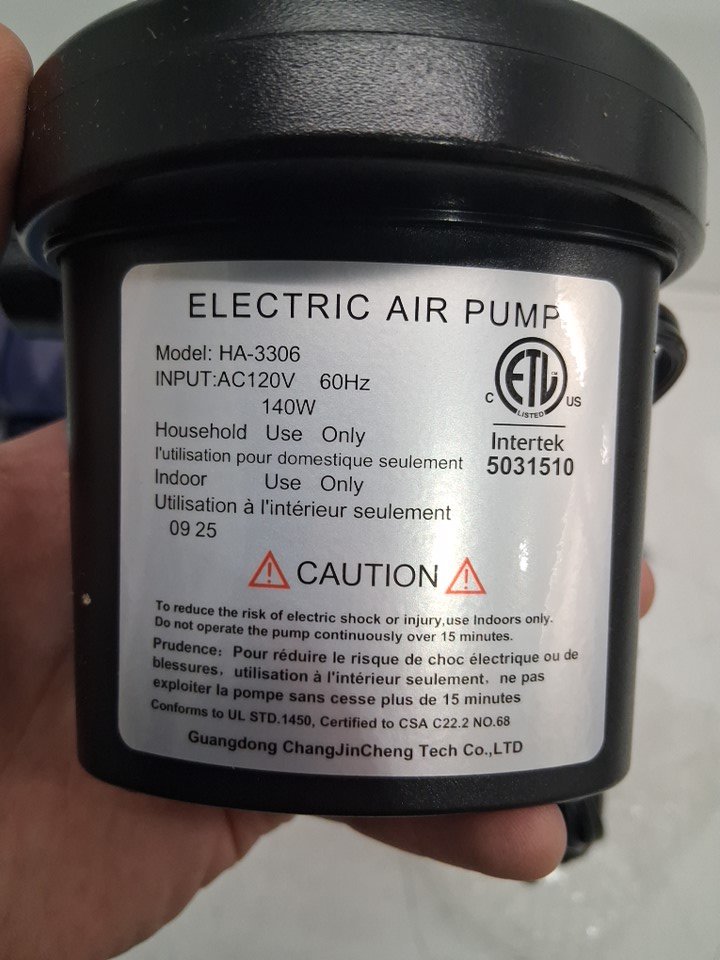 ELECTRIC AIR PUMP
Model: HA-3306
INPUT:AC120V 60Hz
140W
Household Use Only
l'utilisation pour domestique seulement
Indoor Use Only
Utilisation à l'intérieur seulement
09 25
C ETL US
LISTED
Intertek
5031510
CAUTION
To reduce the risk of electric shock or injury,use Indoors only.
Do not operate the pump continuously over 15 minutes.
Prudence: Pour réduire le risque de choc électrique ou de
blessures, utilisation à l'intérieur seulement, ne pas
exploiter la pompe sans cesse plus de 15 minutes
Conforms to UL STD.1450, Certified to CSA C22.2 NO.68
Guangdong ChangJinCheng Tech Co.,LTD